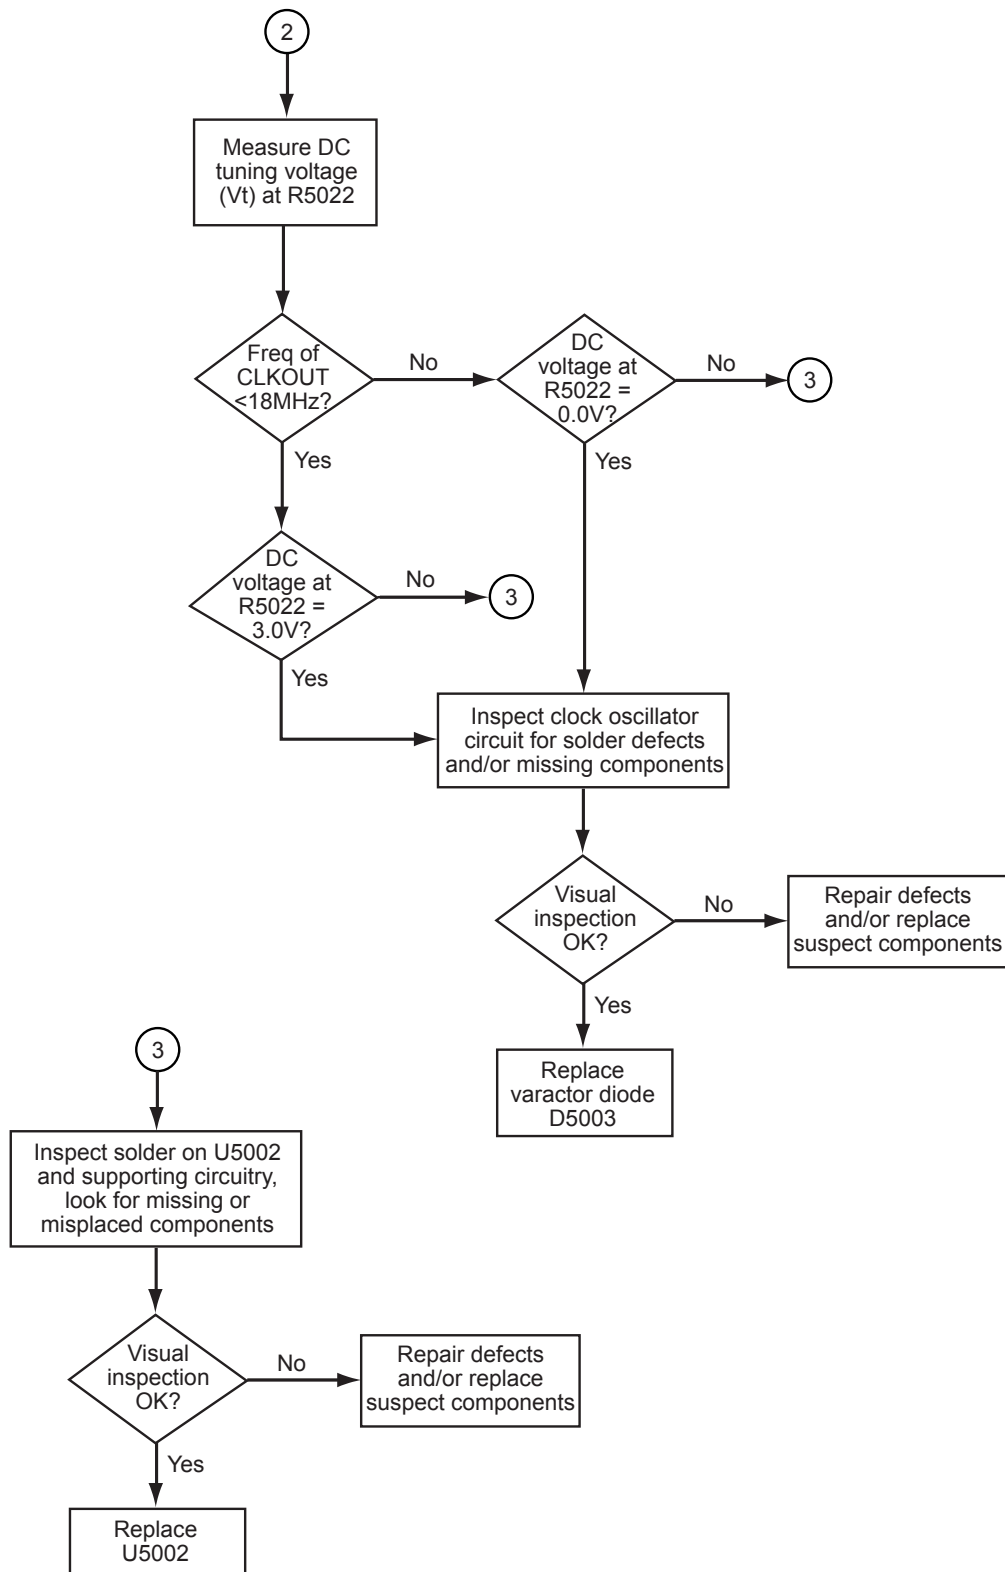 2
Measure DC
tuning voltage
(Vt) at R5022
Freq of
CLKOUT
<18MHz?
No
DC
voltage at
R5022 =
0.0V?
No
3
Yes
Yes
DC
voltage at
R5022 =
3.0V?
No
3
Yes
Inspect clock oscillator
circuit for solder defects
and/or missing components
Visual
inspection
OK?
No
Repair defects
and/or replace
suspect components
Yes
Replace
varactor diode
D5003
3
Inspect solder on U5002
and supporting circuitry,
look for missing or
misplaced components
Visual
inspection
OK?
No
Repair defects
and/or replace
suspect components
Yes
Replace
U5002